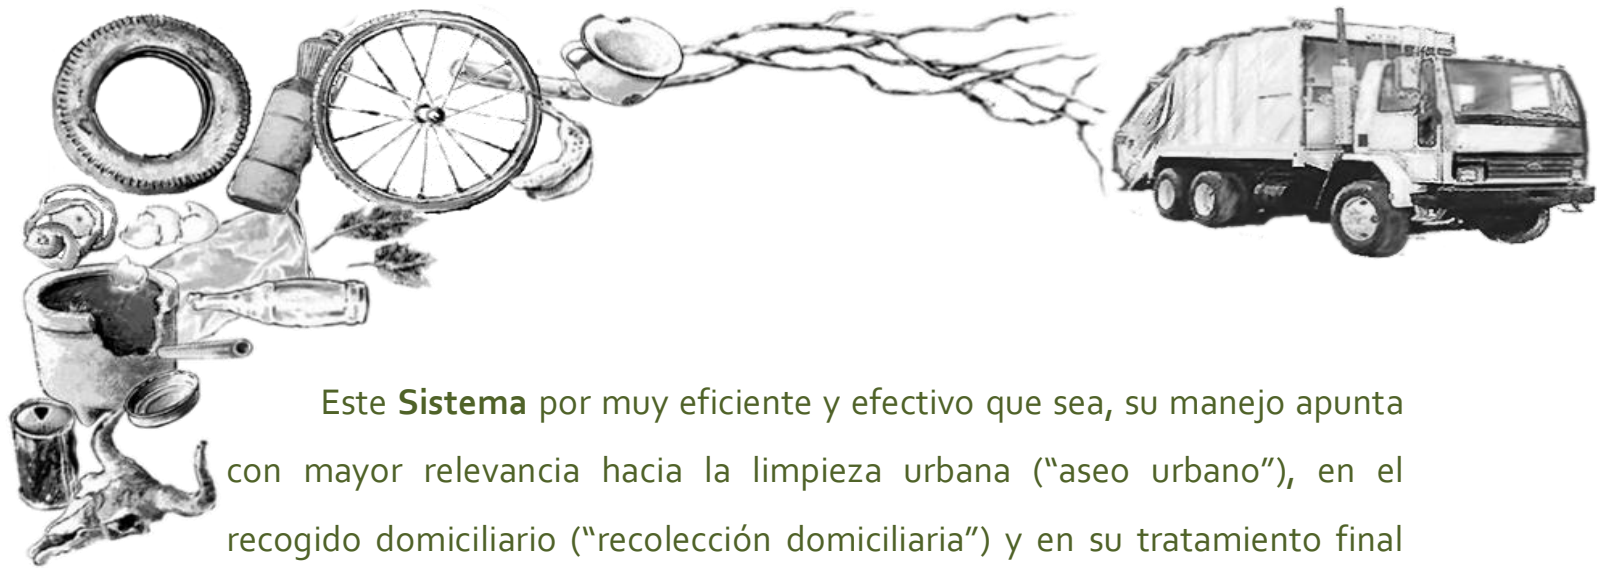 Este Sistema por muy eficiente y efectivo que sea, su manejo apunta
con mayor relevancia hacia la limpieza urbana (“aseo urbano”), en el
recogido domiciliario (“recolección domiciliaria”) y en su tratamiento final